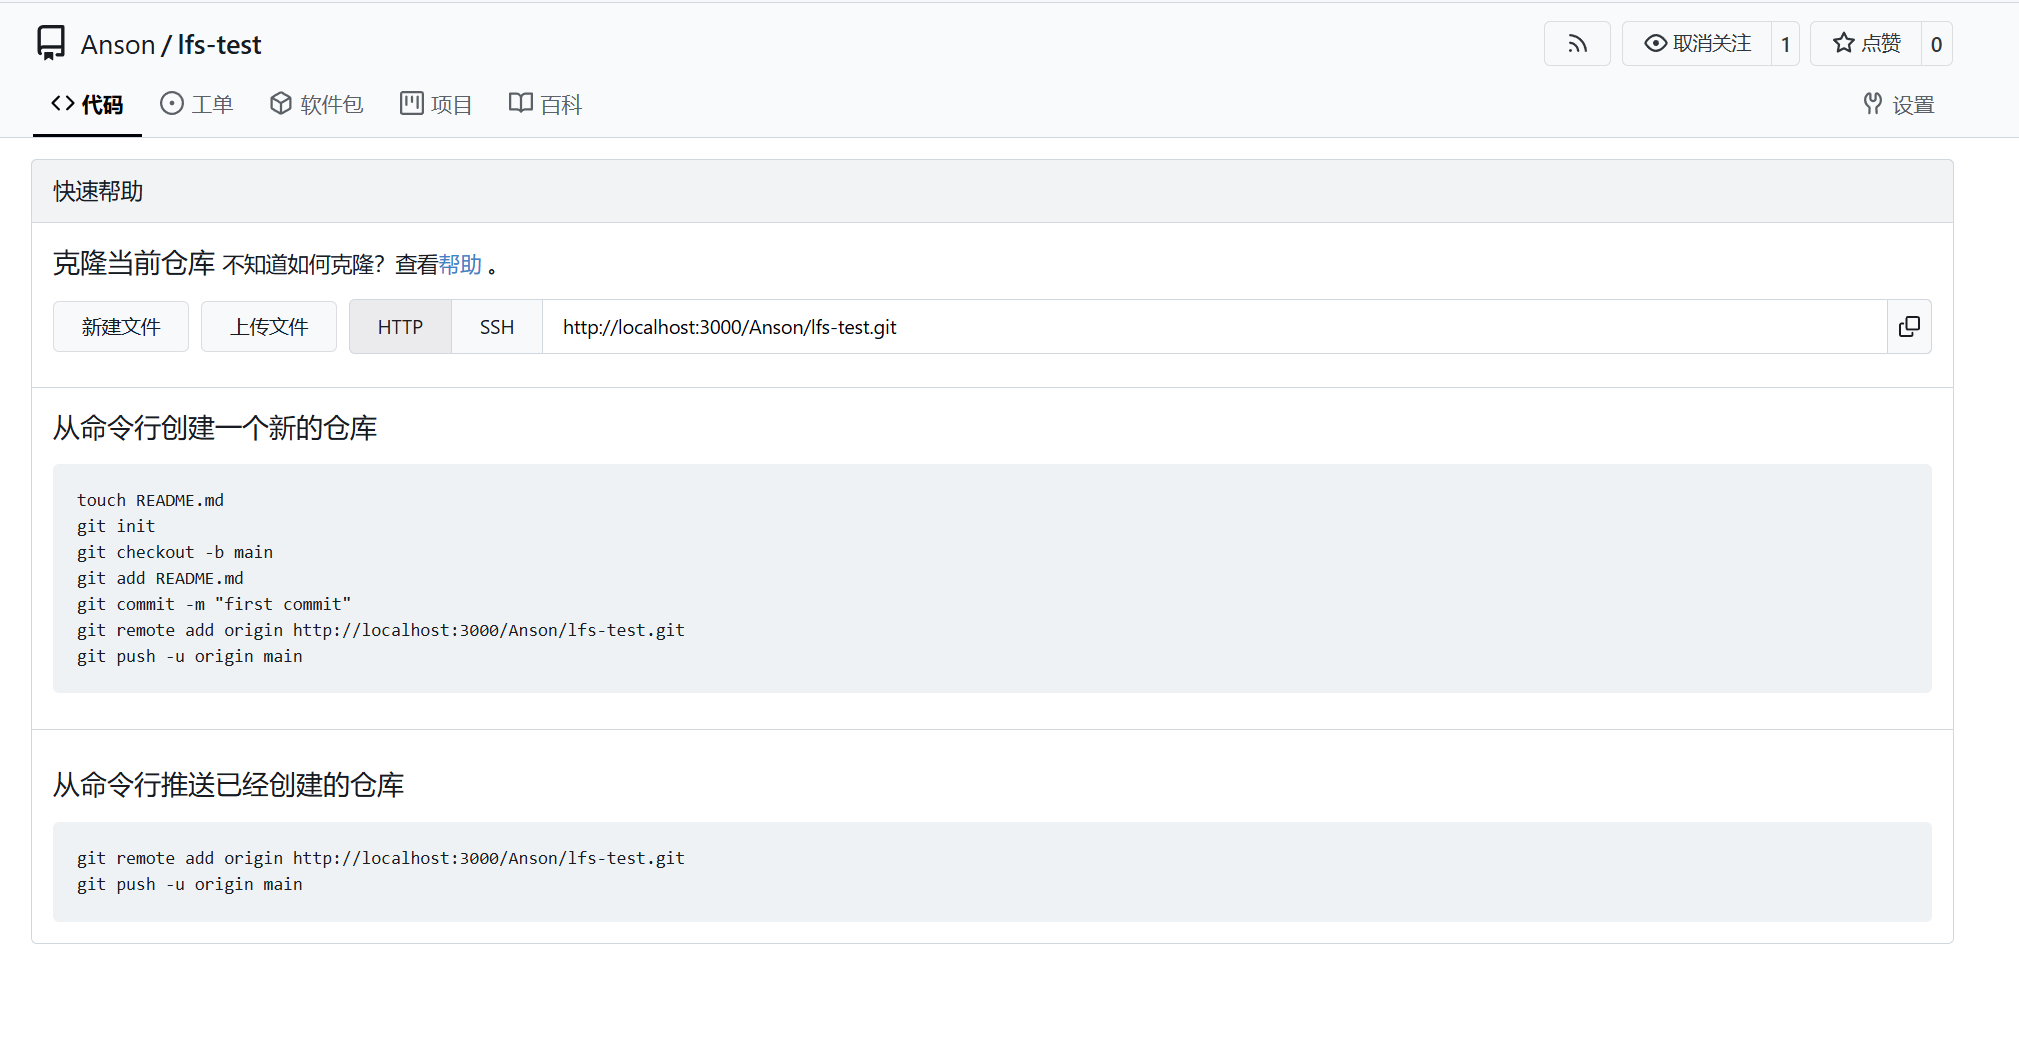 Anson / lfs-test
取消关注 1
点赞 0
代码
工单
软件包
项目
百科
设置
快速帮助
克隆当前仓库 不知道如何克隆？查看帮助 。
新建文件
上传文件
HTTP
SSH
http://localhost:3000/Anson/lfs-test.git
从命令行创建一个新的仓库
touch README.md
git init
git checkout -b main
git add README.md
git commit -m "first commit"
git remote add origin http://localhost:3000/Anson/lfs-test.git
git push -u origin main
从命令行推送已经创建的仓库
git remote add origin http://localhost:3000/Anson/lfs-test.git
git push -u origin main